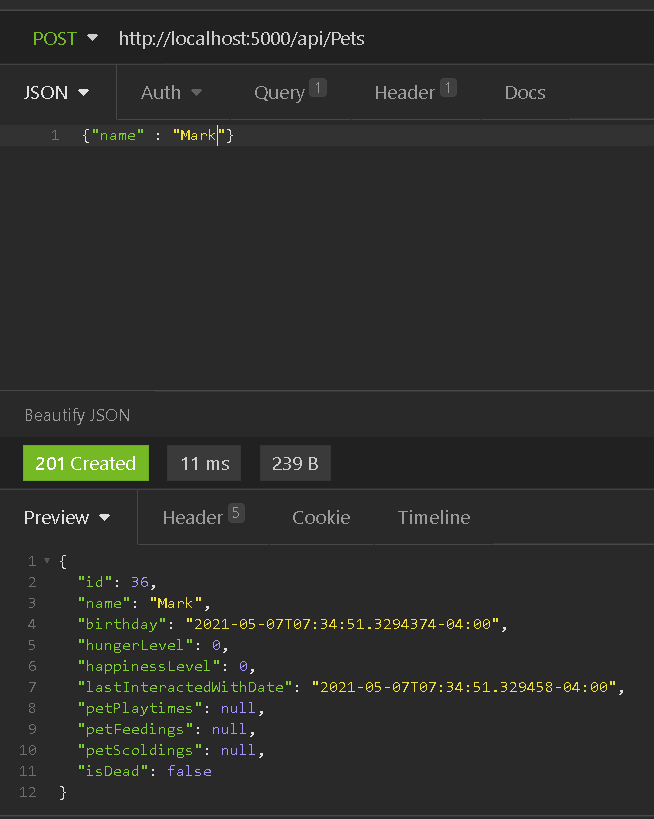 POST http://localhost:5000/api/Pets
JSON Auth Query 1 Header 1 Docs
1 {"name" : "Mark"}
Beautify JSON
201 Created 11 ms 239 B
Preview Header 5 Cookie Timeline
1 {
2 "id": 36,
3 "name": "Mark",
4 "birthday": "2021-05-07T07:34:51.3294374-04:00",
5 "hungerLevel": 0,
6 "happinessLevel": 0,
7 "lastInteractedWithDate": "2021-05-07T07:34:51.329458-04:00",
8 "petPlaytimes": null,
9 "petFeedings": null,
10 "petScoldings": null,
11 "isDead": false
12 }